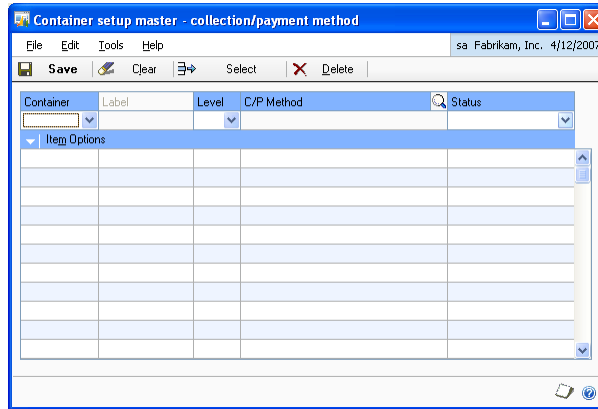 Container setup master - collection/payment method
File Edit Tools Help sa Fabrikam, Inc. 4/12/2007
Save Clear Select Delete
Container Label Level C/P Method Status
Item Options